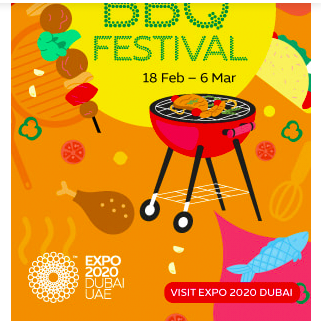 BBQ
FESTIVAL
18 Feb – 6 Mar
EXPO
2020
DUBAI
UAE
VISIT EXPO 2020 DUBAI